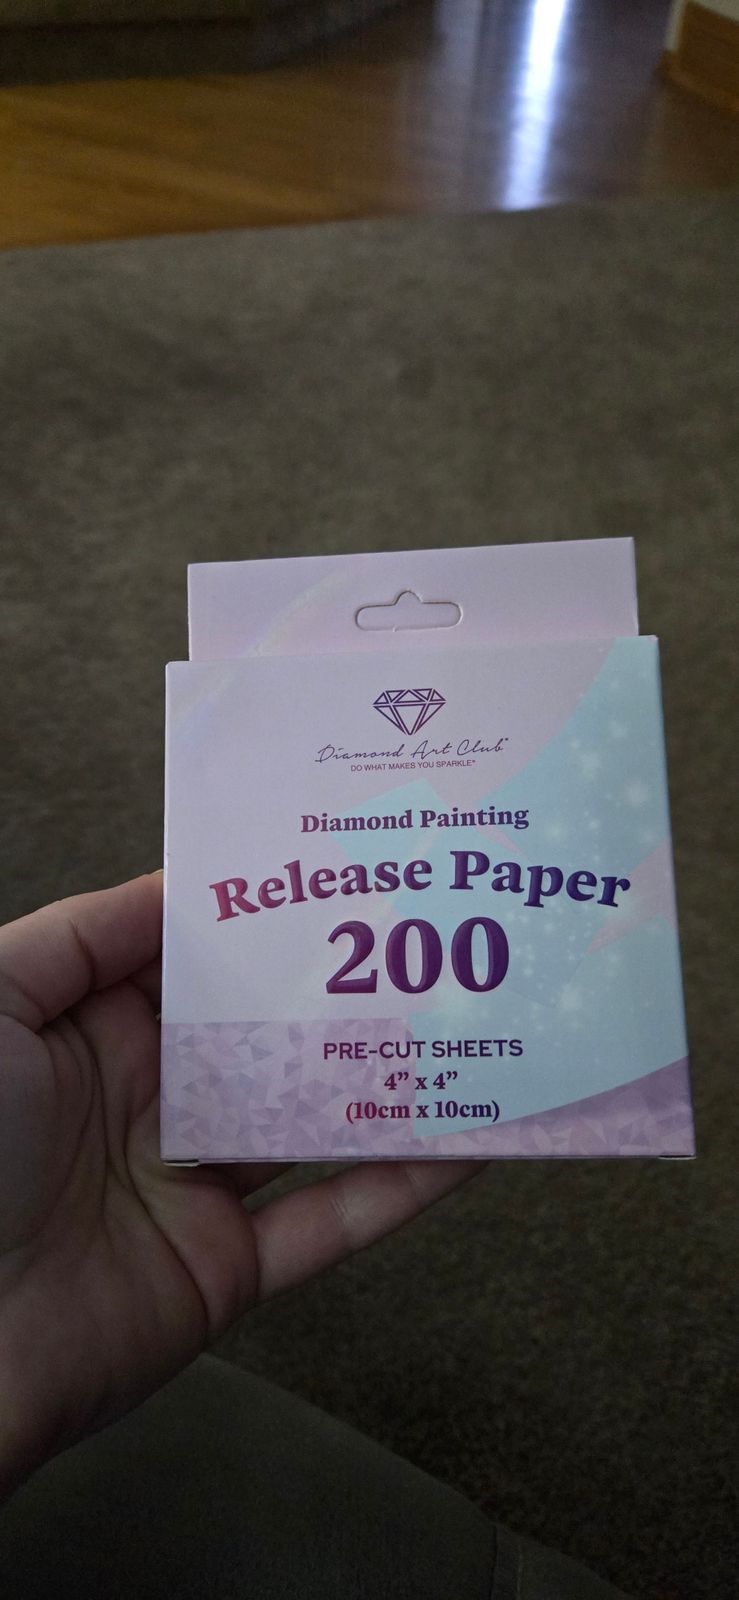 Diamond Art Club®
DO WHAT MAKES YOU SPARKLE®
Diamond Painting
Release Paper
200
PRE-CUT SHEETS
4” x 4”
(10cm x 10cm)